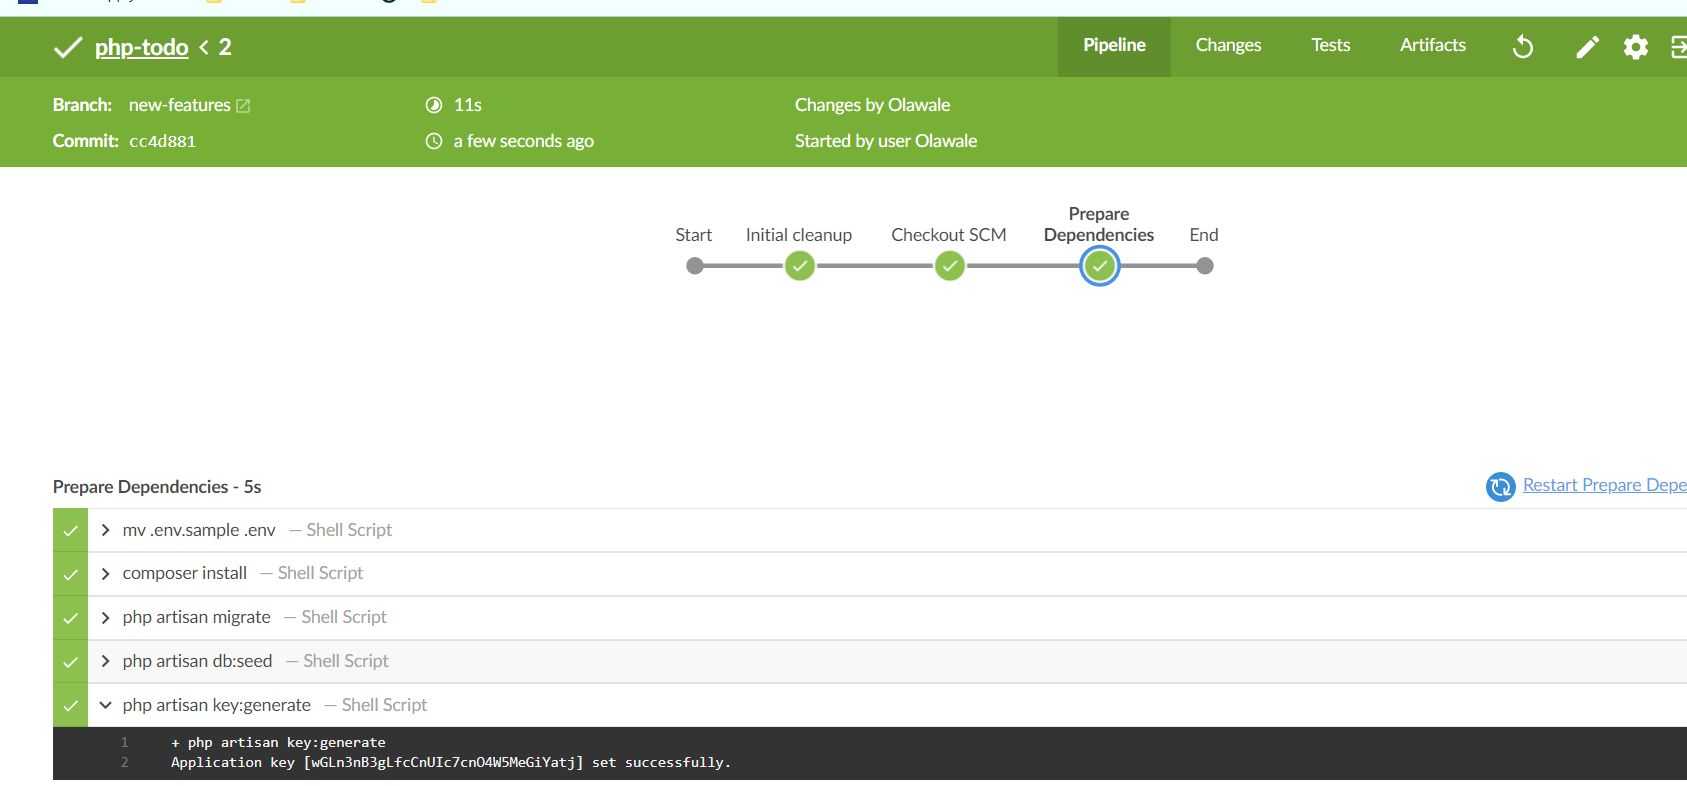 php-todo < 2
Pipeline
Changes
Tests
Artifacts
Branch: new-features
11s
Changes by Olawale
Commit: cc4d881
a few seconds ago
Started by user Olawale
Start
Initial cleanup
Checkout SCM
Prepare
Dependencies
End
Prepare Dependencies - 5s
Restart Prepare Depe
mv .env.sample .env — Shell Script
composer install — Shell Script
php artisan migrate — Shell Script
php artisan db:seed — Shell Script
php artisan key:generate — Shell Script
1 + php artisan key:generate
2 Application key [wGLn3nB3gLfcCnUIc7cnO4W5MeGiYatj] set successfully.